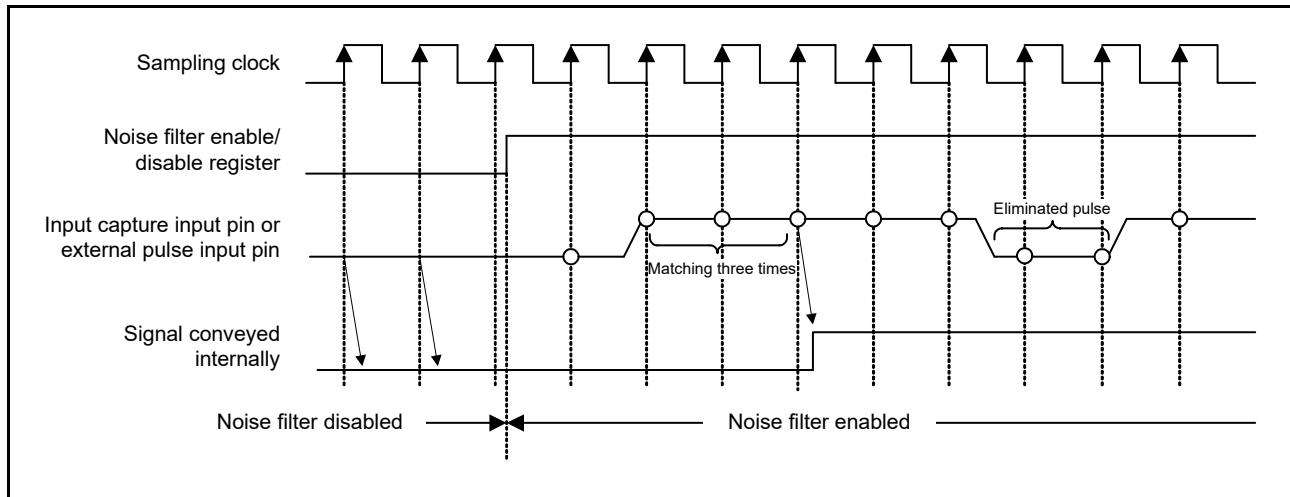 Sampling clock
Noise filter enable/
disable register
Input capture input pin or
external pulse input pin
Eliminated pulse
Matching three times
Signal conveyed
internally
Noise filter disabled
Noise filter enabled